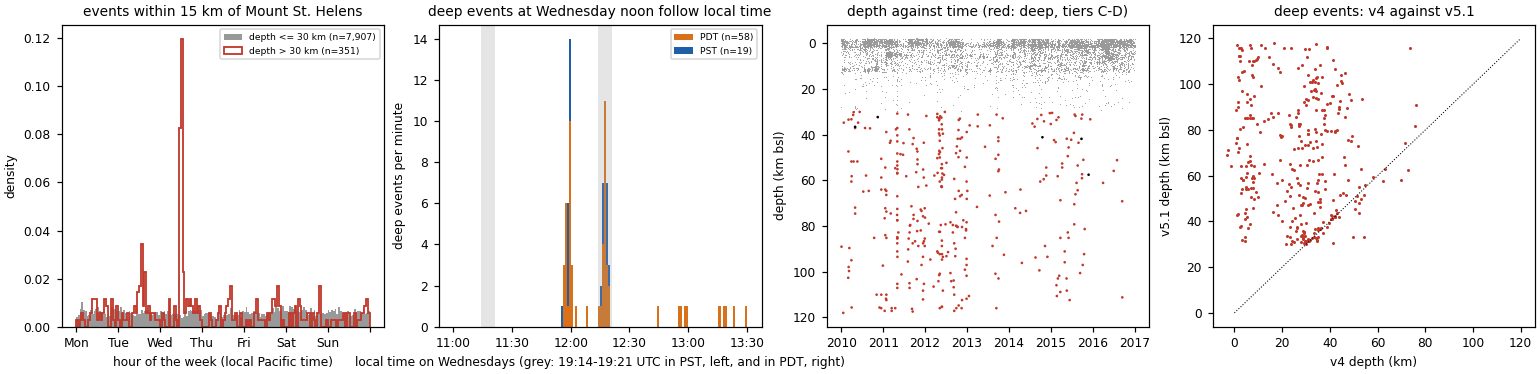 events within 15 km of Mount St. Helens
density
0.12
0.10
0.08
0.06
0.04
0.02
0.00
depth <= 30 km (n=7,907)
depth > 30 km (n=351)
Mon Tue Wed Thu Fri Sat Sun
hour of the week (local Pacific time)
deep events at Wednesday noon follow local time
deep events per minute
14
12
10
8
6
4
2
0
PDT (n=58)
PST (n=19)
11:00 11:30 12:00 12:30 13:00 13:30
local time on Wednesdays (grey: 19:14-19:21 UTC in PST, left, and in PDT, right)
depth against time (red: deep, tiers C-D)
depth (km bsl)
0
20
40
60
80
100
120
2010 2011 2012 2013 2014 2015 2016 2017
deep events: v4 against v5.1
v5.1 depth (km bsl)
120
100
80
60
40
20
0
0 20 40 60 80 100 120
v4 depth (km)